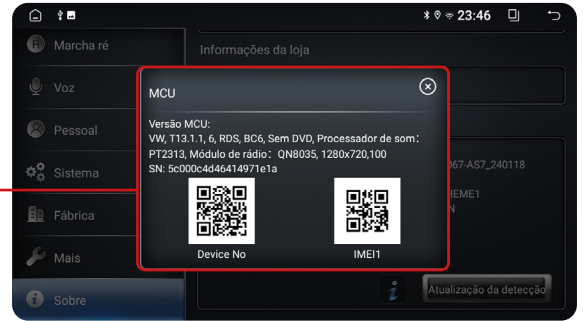 23:46
R Marcha ré
Informações da loja
Voz
Pessoal
Sistema
Fábrica
Mais
Sobre
MCU
Versão MCU:
VW, T13.1.1, 6, RDS, BC6, Sem DVD, Processador de som:
PT2313, Módulo de rádio: QN8035, 1280x720,100
SN: 5c000c4d46414971e1a
Device No
IMEI1
067-AS7_240118
HEME1
N
i Atualização da detecção